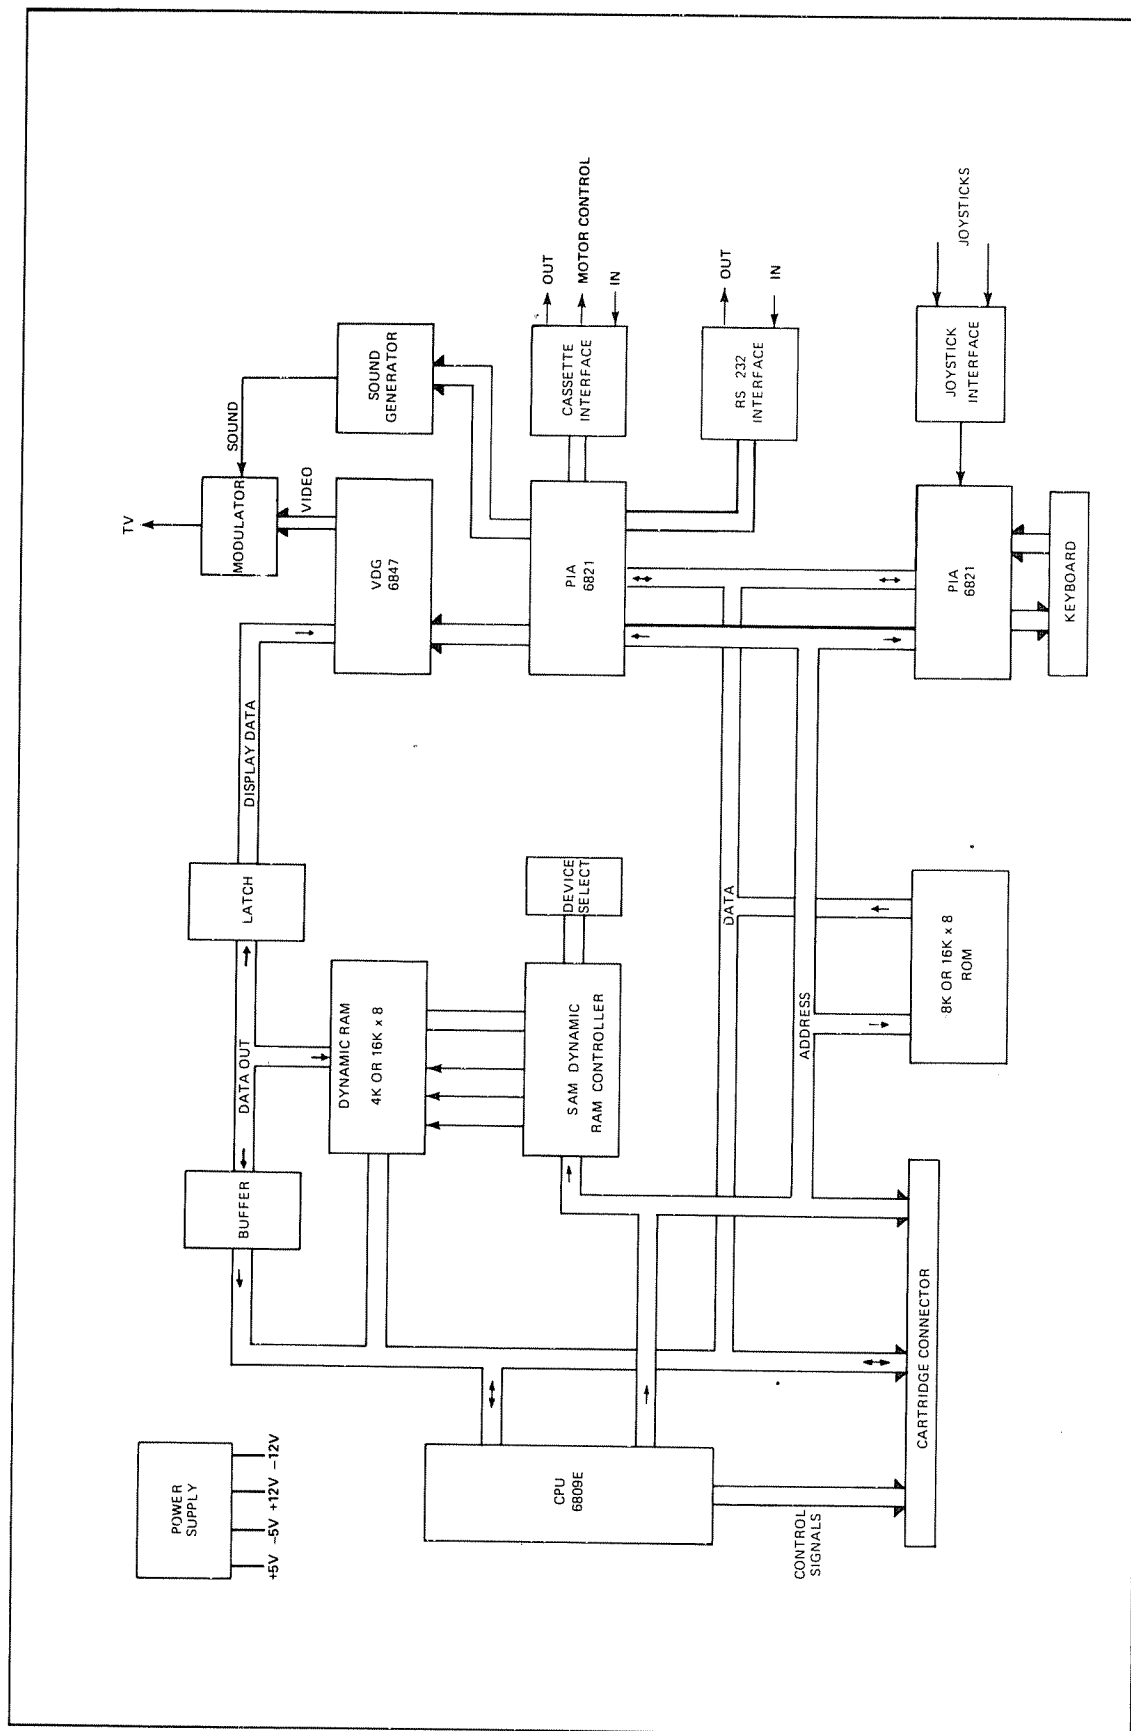 POWER
SUPPLY
+5V -5V +12V -12V
BUFFER
DATA OUT
LATCH
DISPLAY DATA
TV
MODULATOR
SOUND
VIDEO
SOUND
GENERATOR
VDG
6847
DYNAMIC RAM
4K OR 16K x 8
CPU
6809E
SAM DYNAMIC
RAM CONTROLLER
DEVICE
SELECT
PIA
6821
CASSETTE
INTERFACE
OUT
MOTOR CONTROL
IN
RS 232
INTERFACE
OUT
IN
DATA
ADDRESS
CONTROL
SIGNALS
CARTRIDGE CONNECTOR
8K OR 16K x 8
ROM
PIA
6821
JOYSTICK
INTERFACE
JOYSTICKS
KEYBOARD